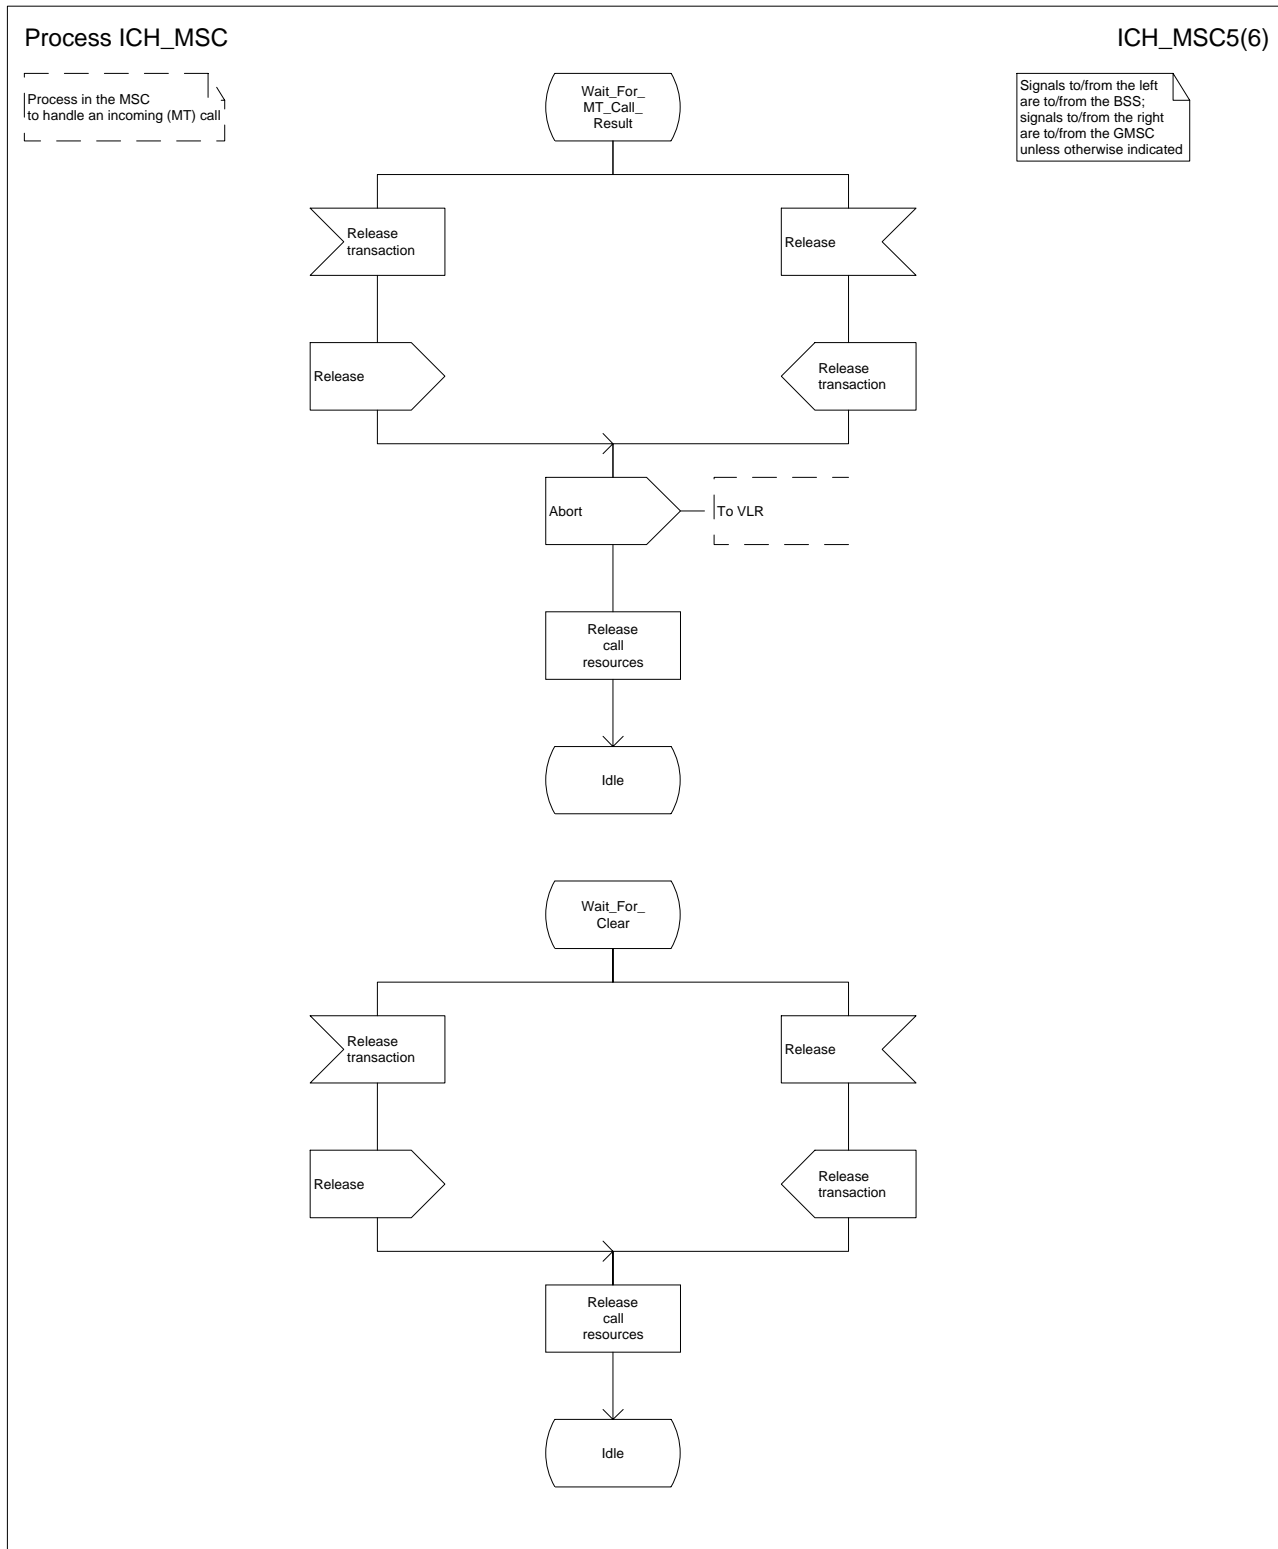 Process ICH_MSC
ICH_MSC5(6)
Process in the MSC
to handle an incoming (MT) call
Wait_For_
MT_Call_
Result
Signals to/from the left
are to/from the BSS;
signals to/from the right
are to/from the GMSC
unless otherwise indicated
Release
transaction
Release
Release
Release
transaction
Abort
To VLR
Release
call
resources
Idle
Wait_For_
Clear
Release
transaction
Release
Release
Release
transaction
Release
call
resources
Idle